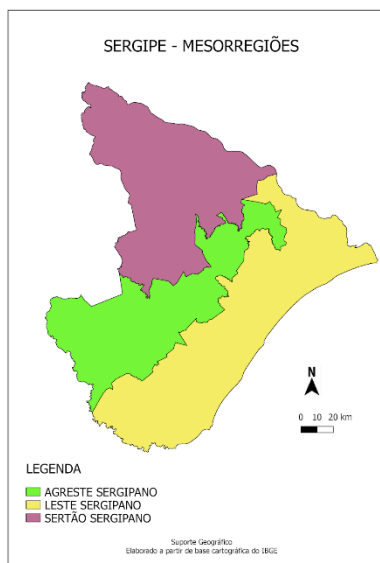 SERGIPE - MESORREGIÕES
N
0 10 20 km
LEGENDA
AGRESTE SERGIPANO
LESTE SERGIPANO
SERTÃO SERGIPANO
Suporte Geográfico
Elaborado a partir de base cartográfica do IBGE